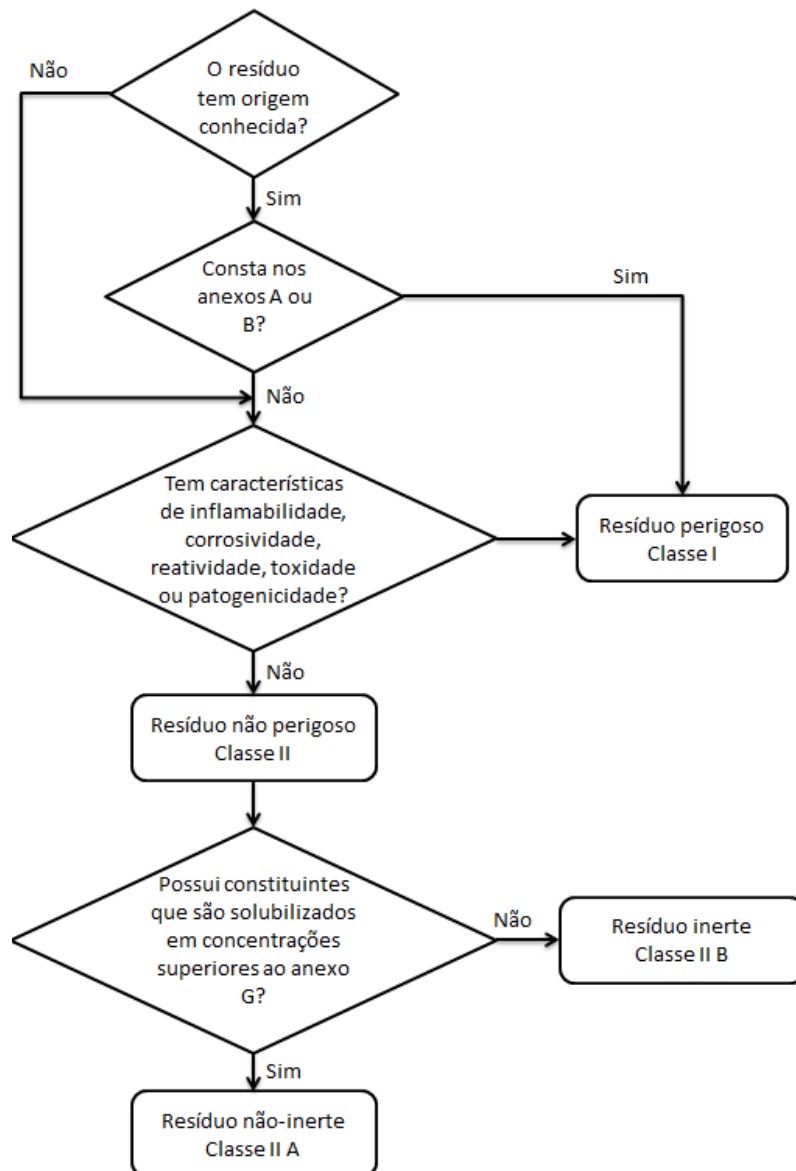 Não
O resíduo
tem origem
conhecida?
Sim
Consta nos
anexos A ou
B?
Sim
Não
Tem características
de inflamabilidade,
corrosividade,
reatividade, toxidade
ou patogenicidade?
Resíduo perigoso
Classe I
Não
Resíduo não perigoso
Classe II
Possui constituintes
que são solubilizados
em concentrações
superiores ao anexo
G?
Não
Resíduo inerte
Classe II B
Sim
Resíduo não-inerte
Classe II A